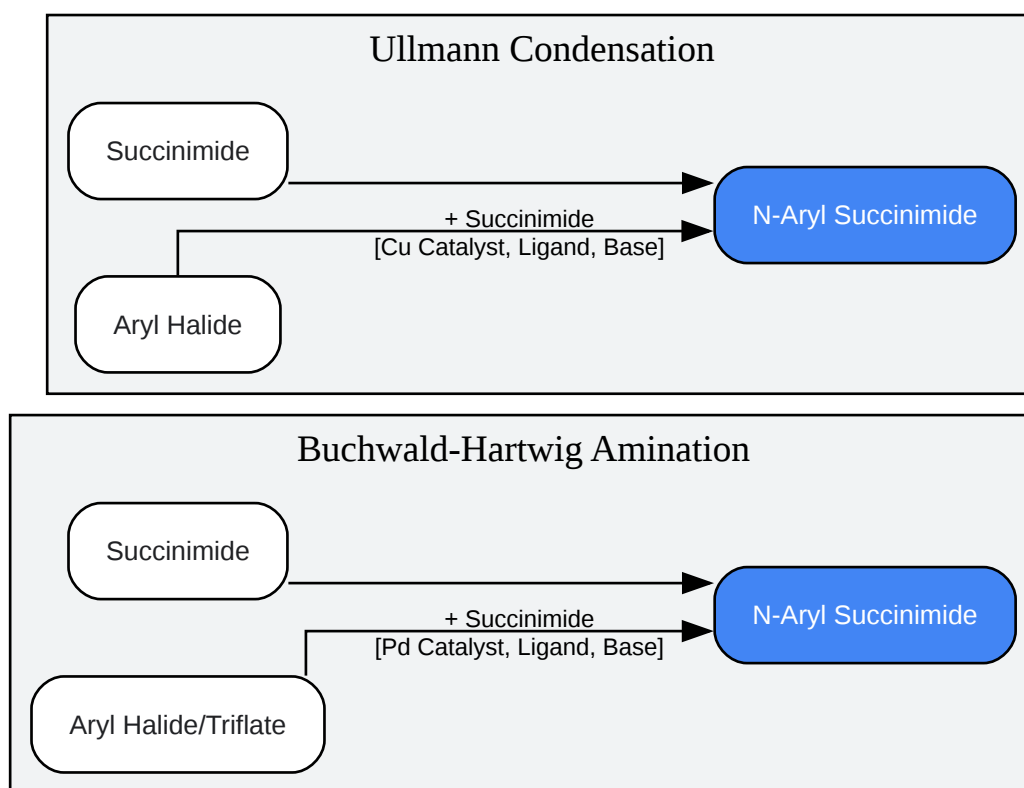 Ullmann Condensation
Succinimide
N-Aryl Succinimide
+ Succinimide
[Cu Catalyst, Ligand, Base]
Aryl Halide
Buchwald-Hartwig Amination
Succinimide
N-Aryl Succinimide
+ Succinimide
[Pd Catalyst, Ligand, Base]
Aryl Halide/Triflate